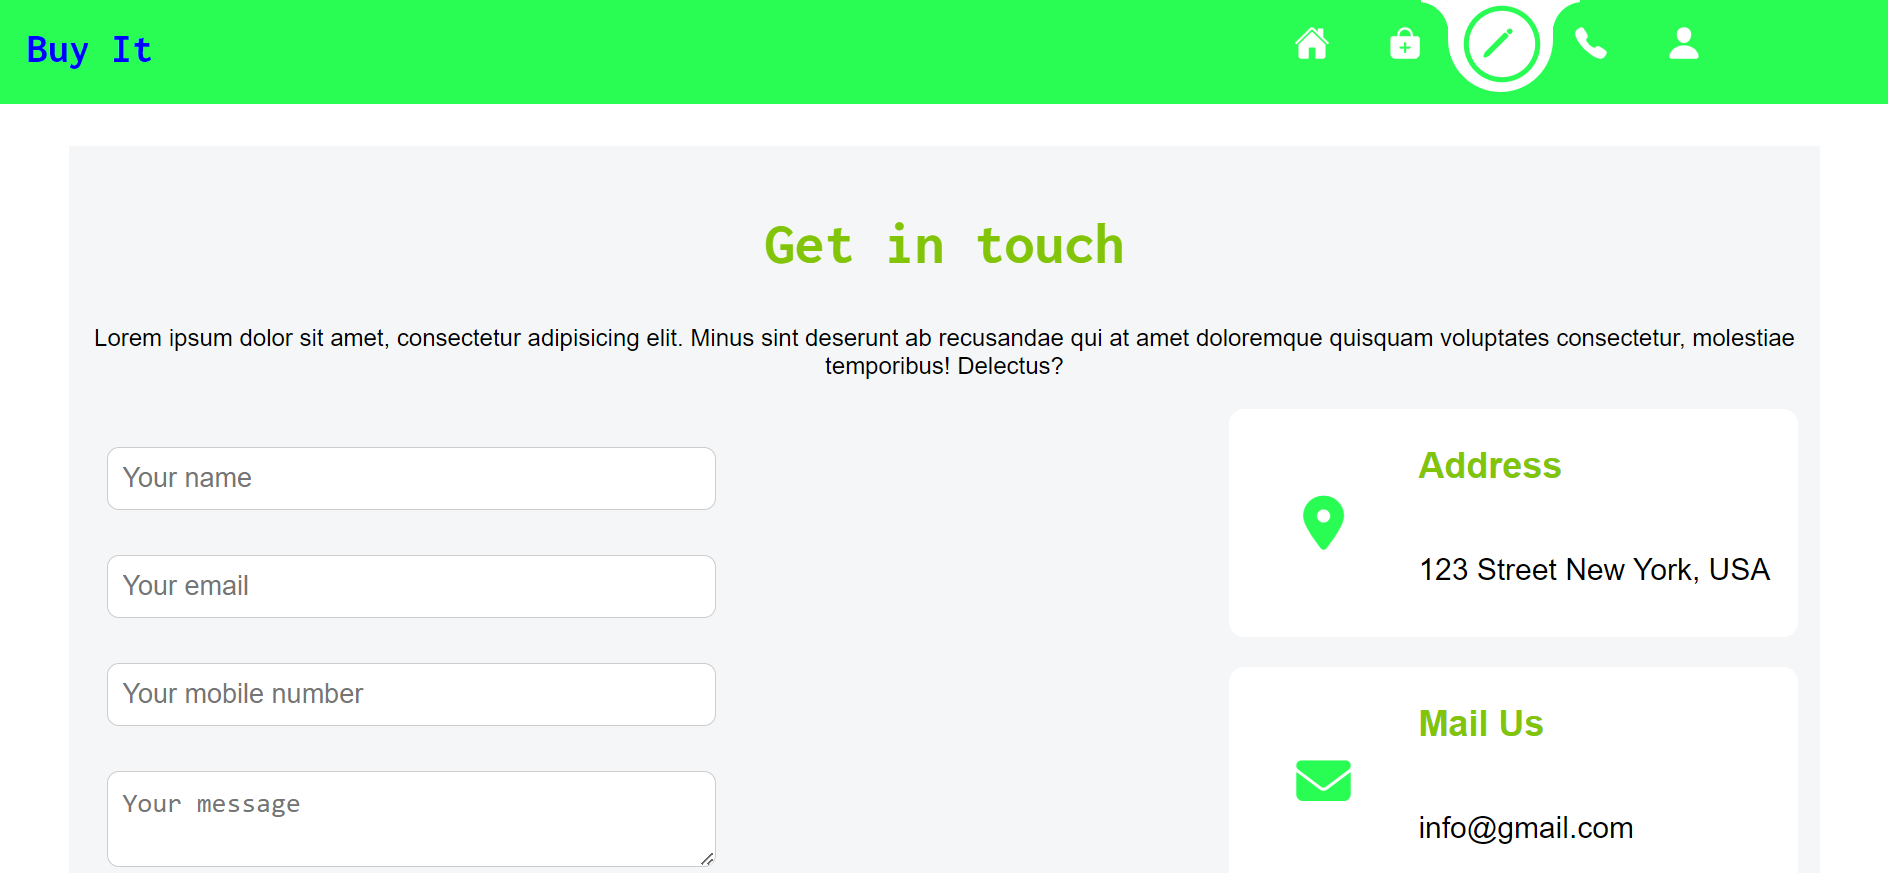 Buy It
Get in touch
Lorem ipsum dolor sit amet, consectetur adipisicing elit. Minus sint deserunt ab recusandae qui at amet doloremque quisquam voluptates consectetur, molestiae
temporibus! Delectus?
Your name
Your email
Your mobile number
Your message
Address
123 Street New York, USA
Mail Us
info@gmail.com